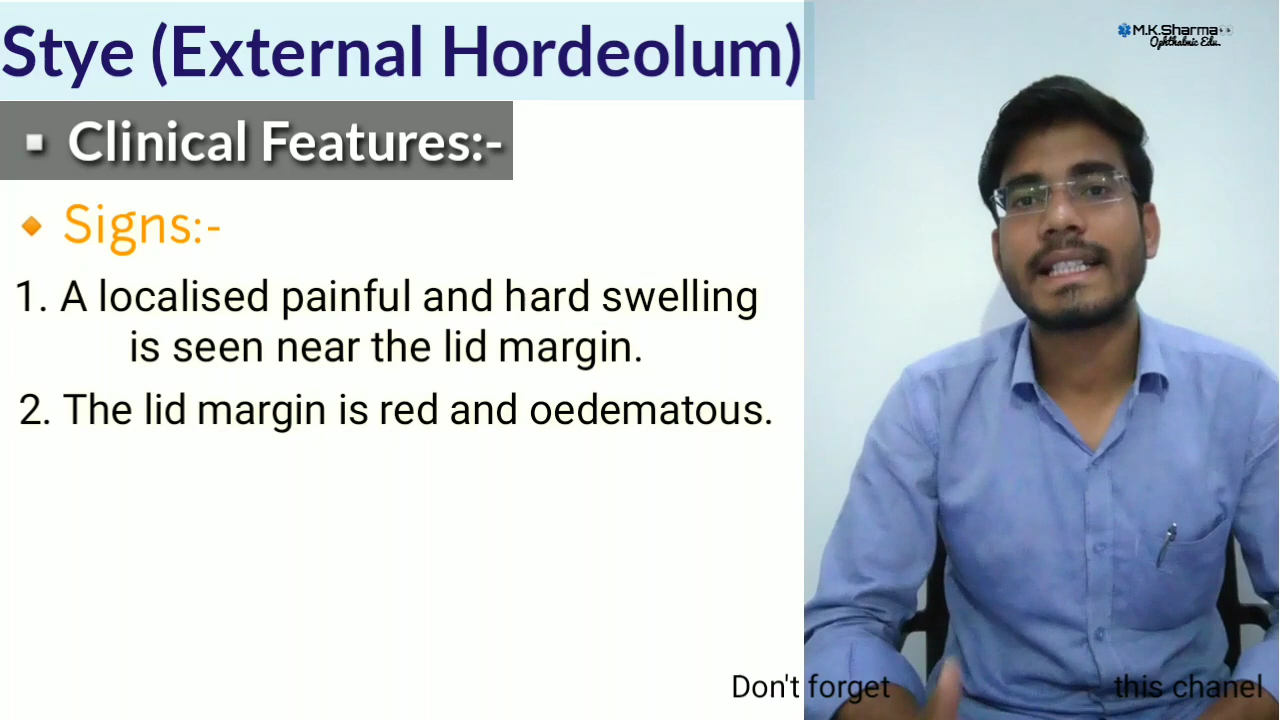 Stye (External Hordeolum)
M.K.Sharma
Ophthalmic Edu.
▪ Clinical Features:-
🔸 Signs:-
1. A localised painful and hard swelling
is seen near the lid margin.
2. The lid margin is red and oedematous.
Don't forget this chanel